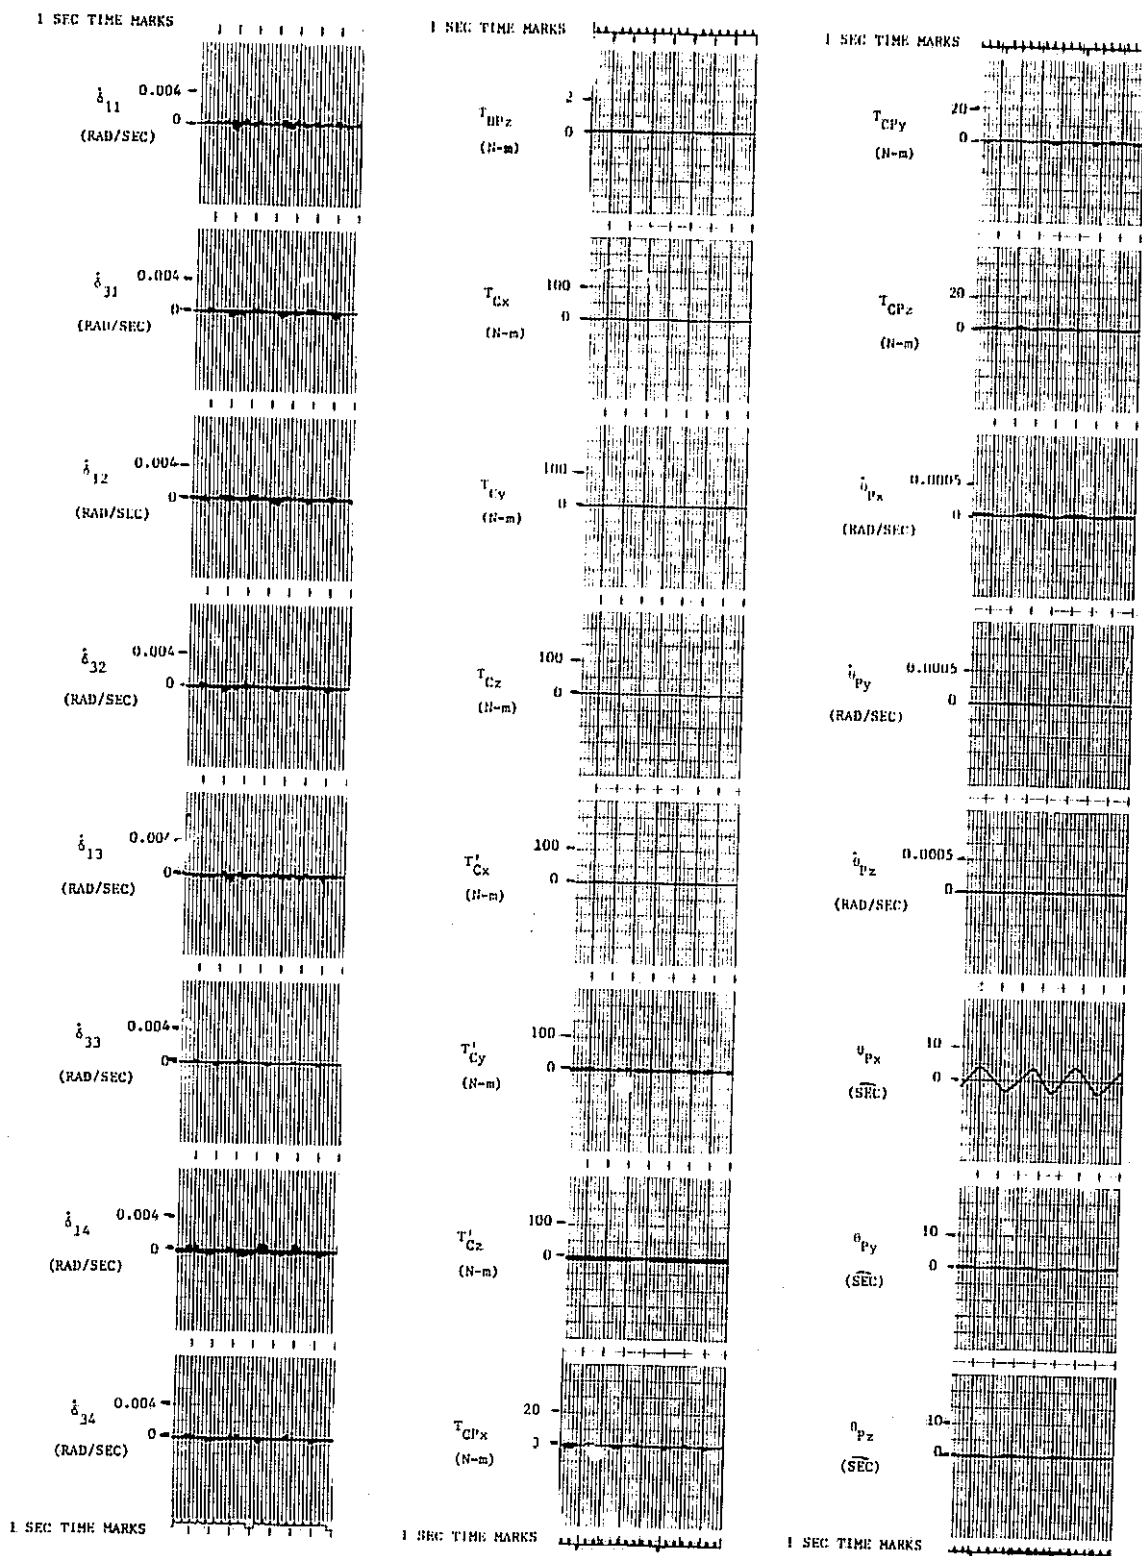 1 SEC TIME MARKS
δ̇11
0.004
0
(RAD/SEC)
δ̇31
0.004
0
(RAD/SEC)
δ̇12
0.004
0
(RAD/SEC)
δ̇32
0.004
0
(RAD/SEC)
δ̇13
0.004
0
(RAD/SEC)
δ̇33
0.004
0
(RAD/SEC)
δ̇14
0.004
0
(RAD/SEC)
δ̇34
0.004
0
(RAD/SEC)
1 SEC TIME MARKS
1 SEC TIME MARKS
2
0
(N-m)
TCx
100
0
(N-m)
TCy
100
0
(N-m)
TCz
100
0
(N-m)
T'Cx
100
0
(N-m)
T'Cy
100
0
(N-m)
T'Cz
100
0
(N-m)
TCPx
20
(N-m)
1 SEC TIME MARKS
1 SEC TIME MARKS
TCPy
20
0
(N-m)
TCPz
20
0
(N-m)
θ̇Px
0.0005
0
(RAD/SEC)
θ̇Py
0.0005
0
(RAD/SEC)
θ̇Pz
0.0005
0
(RAD/SEC)
θPx
10
0
(SEC)
θPy
10
0
(SEC)
θPz
10
0
(SEC)
1 SEC TIME MARKS